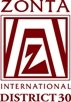 ZONTA
INTERNATIONAL
DISTRICT 30